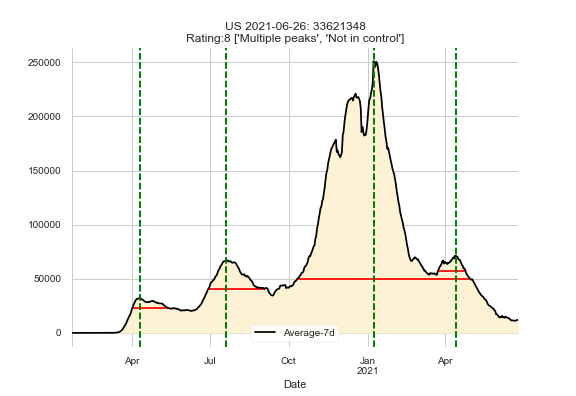 US 2021-06-26: 33621348
Rating:8 ['Multiple peaks', 'Not in control']
250000
200000
150000
100000
50000
0
Average-7d
Apr Jul Oct Jan Apr
2021
Date